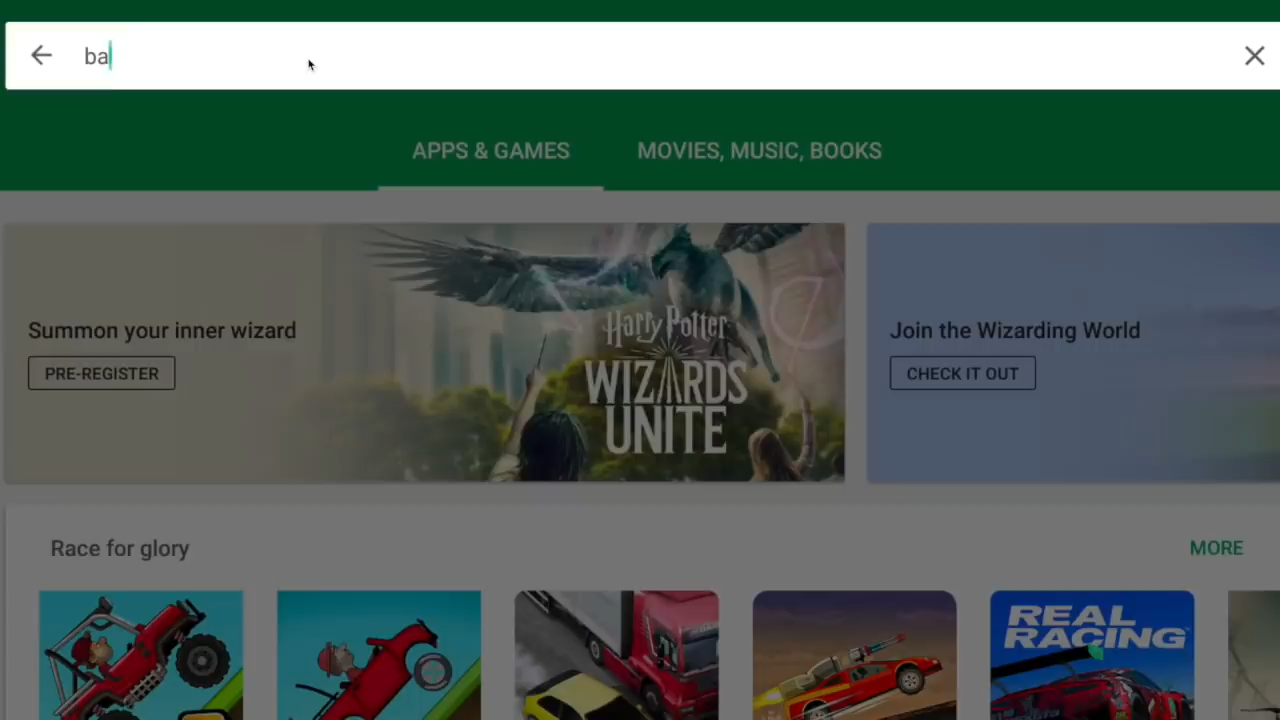 ba
APPS & GAMES
MOVIES, MUSIC, BOOKS
Summon your inner wizard
PRE-REGISTER
Harry Potter
WIZARDS
UNITE
Join the Wizarding World
CHECK IT OUT
Race for glory
MORE
REAL
RACING